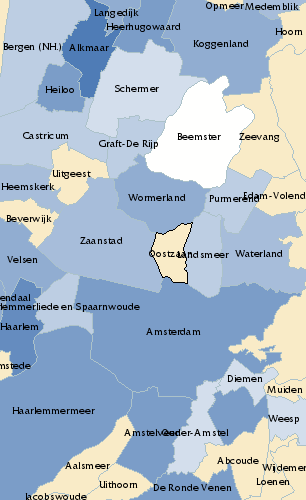 Langedijk
Opmeer
Medemblik
Heerhugowaard
Hoorn
Bergen (NH.)
Alkmaar
Koggenland
Heiloo
Schermer
Castricum
Graft-De Rijp
Beemster
Zeevang
Uitgeest
Heemskerk
Wormerland
Purmerend
Edam-Volend
Beverwijk
Zaanstad
Oostzaan
Landsmeer
Waterland
Velsen
endaal
emmerliede en Spaarnwoude
Haarlem
Amsterdam
mstede
Diemen
Muiden
Haarlemmermeer
Weesp
Amstelveen
Ouder-Amstel
Aalsmeer
Abcoude
Wijdemer
Uithoorn
De Ronde Venen
Loenen
Jacobswoude